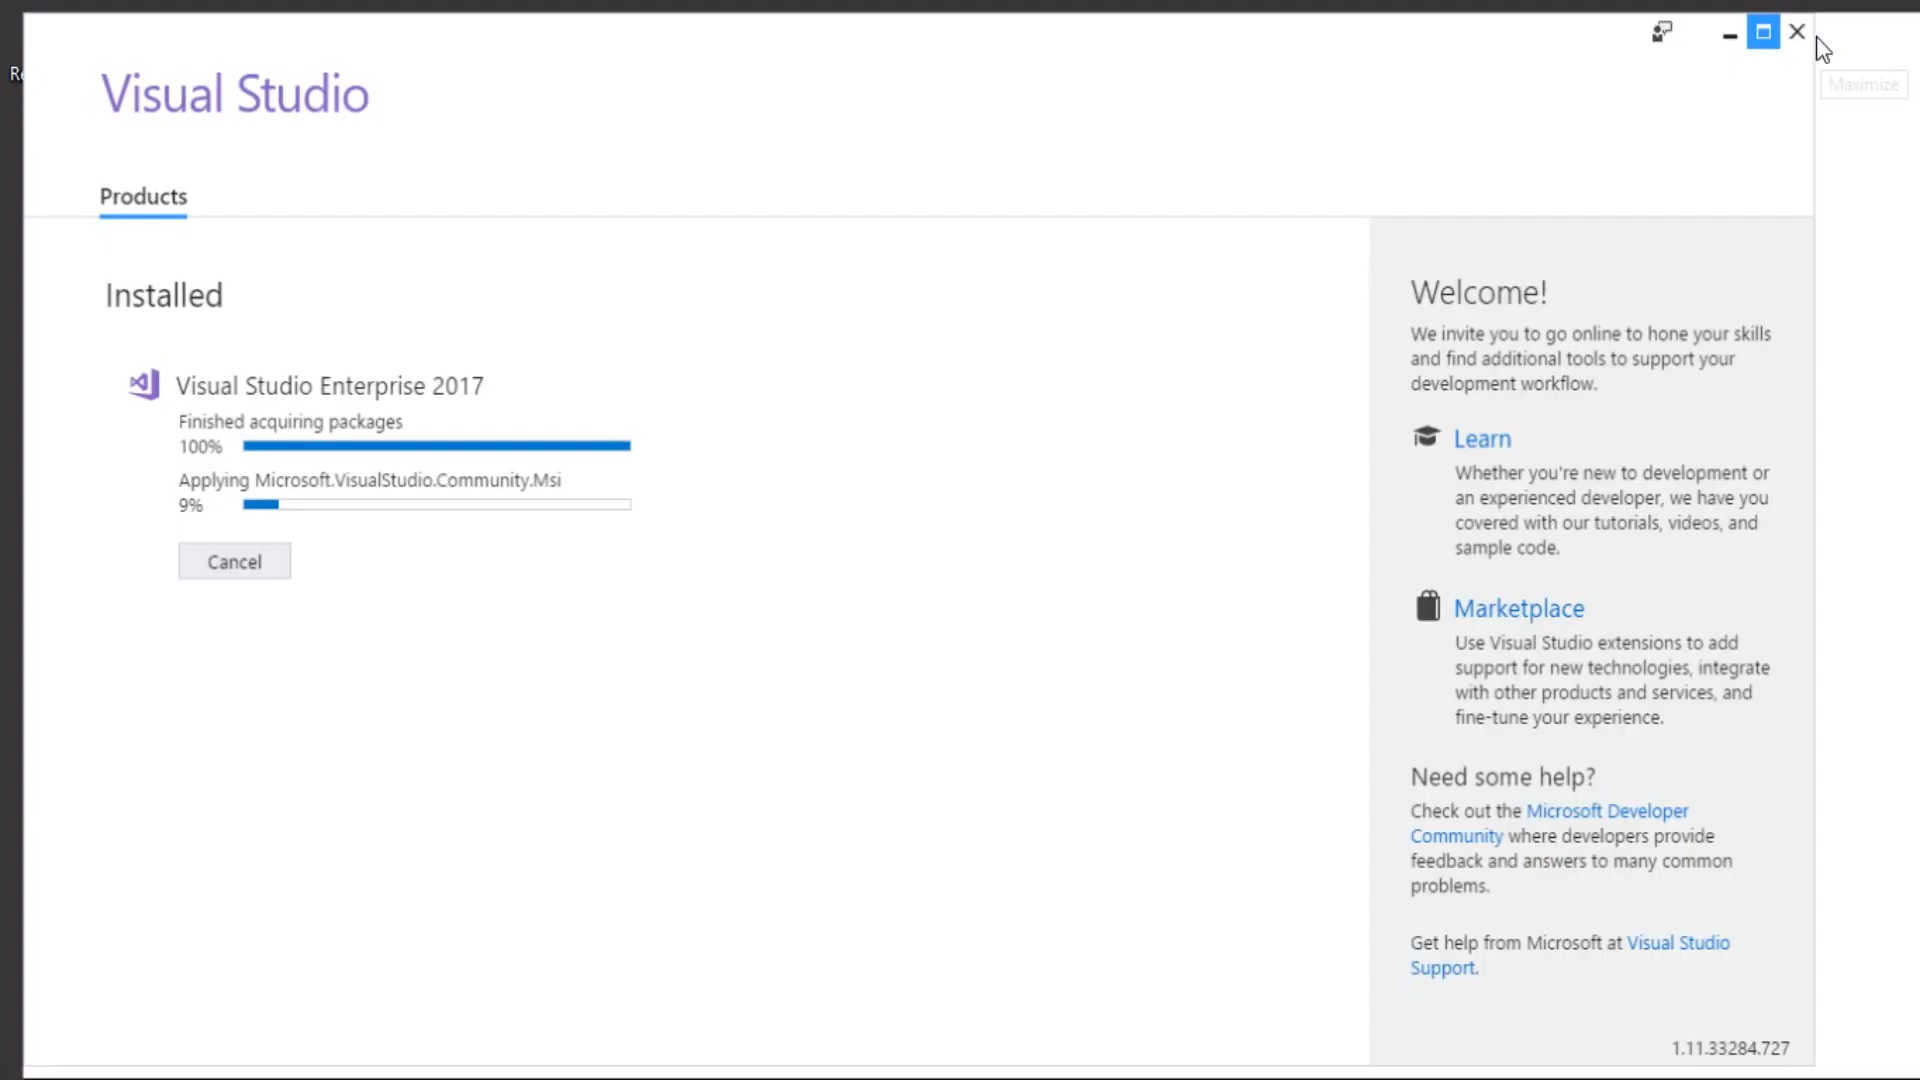 Re
Maximize
Visual Studio
Products
Installed
Visual Studio Enterprise 2017
Finished acquiring packages
100%
Applying Microsoft.VisualStudio.Community.Msi
9%
Cancel
Welcome!
We invite you to go online to hone your skills
and find additional tools to support your
development workflow.
Learn
Whether you're new to development or
an experienced developer, we have you
covered with our tutorials, videos, and
sample code.
Marketplace
Use Visual Studio extensions to add
support for new technologies, integrate
with other products and services, and
fine-tune your experience.
Need some help?
Check out the Microsoft Developer
Community where developers provide
feedback and answers to many common
problems.
Get help from Microsoft at Visual Studio
Support.
1.11.33284.727